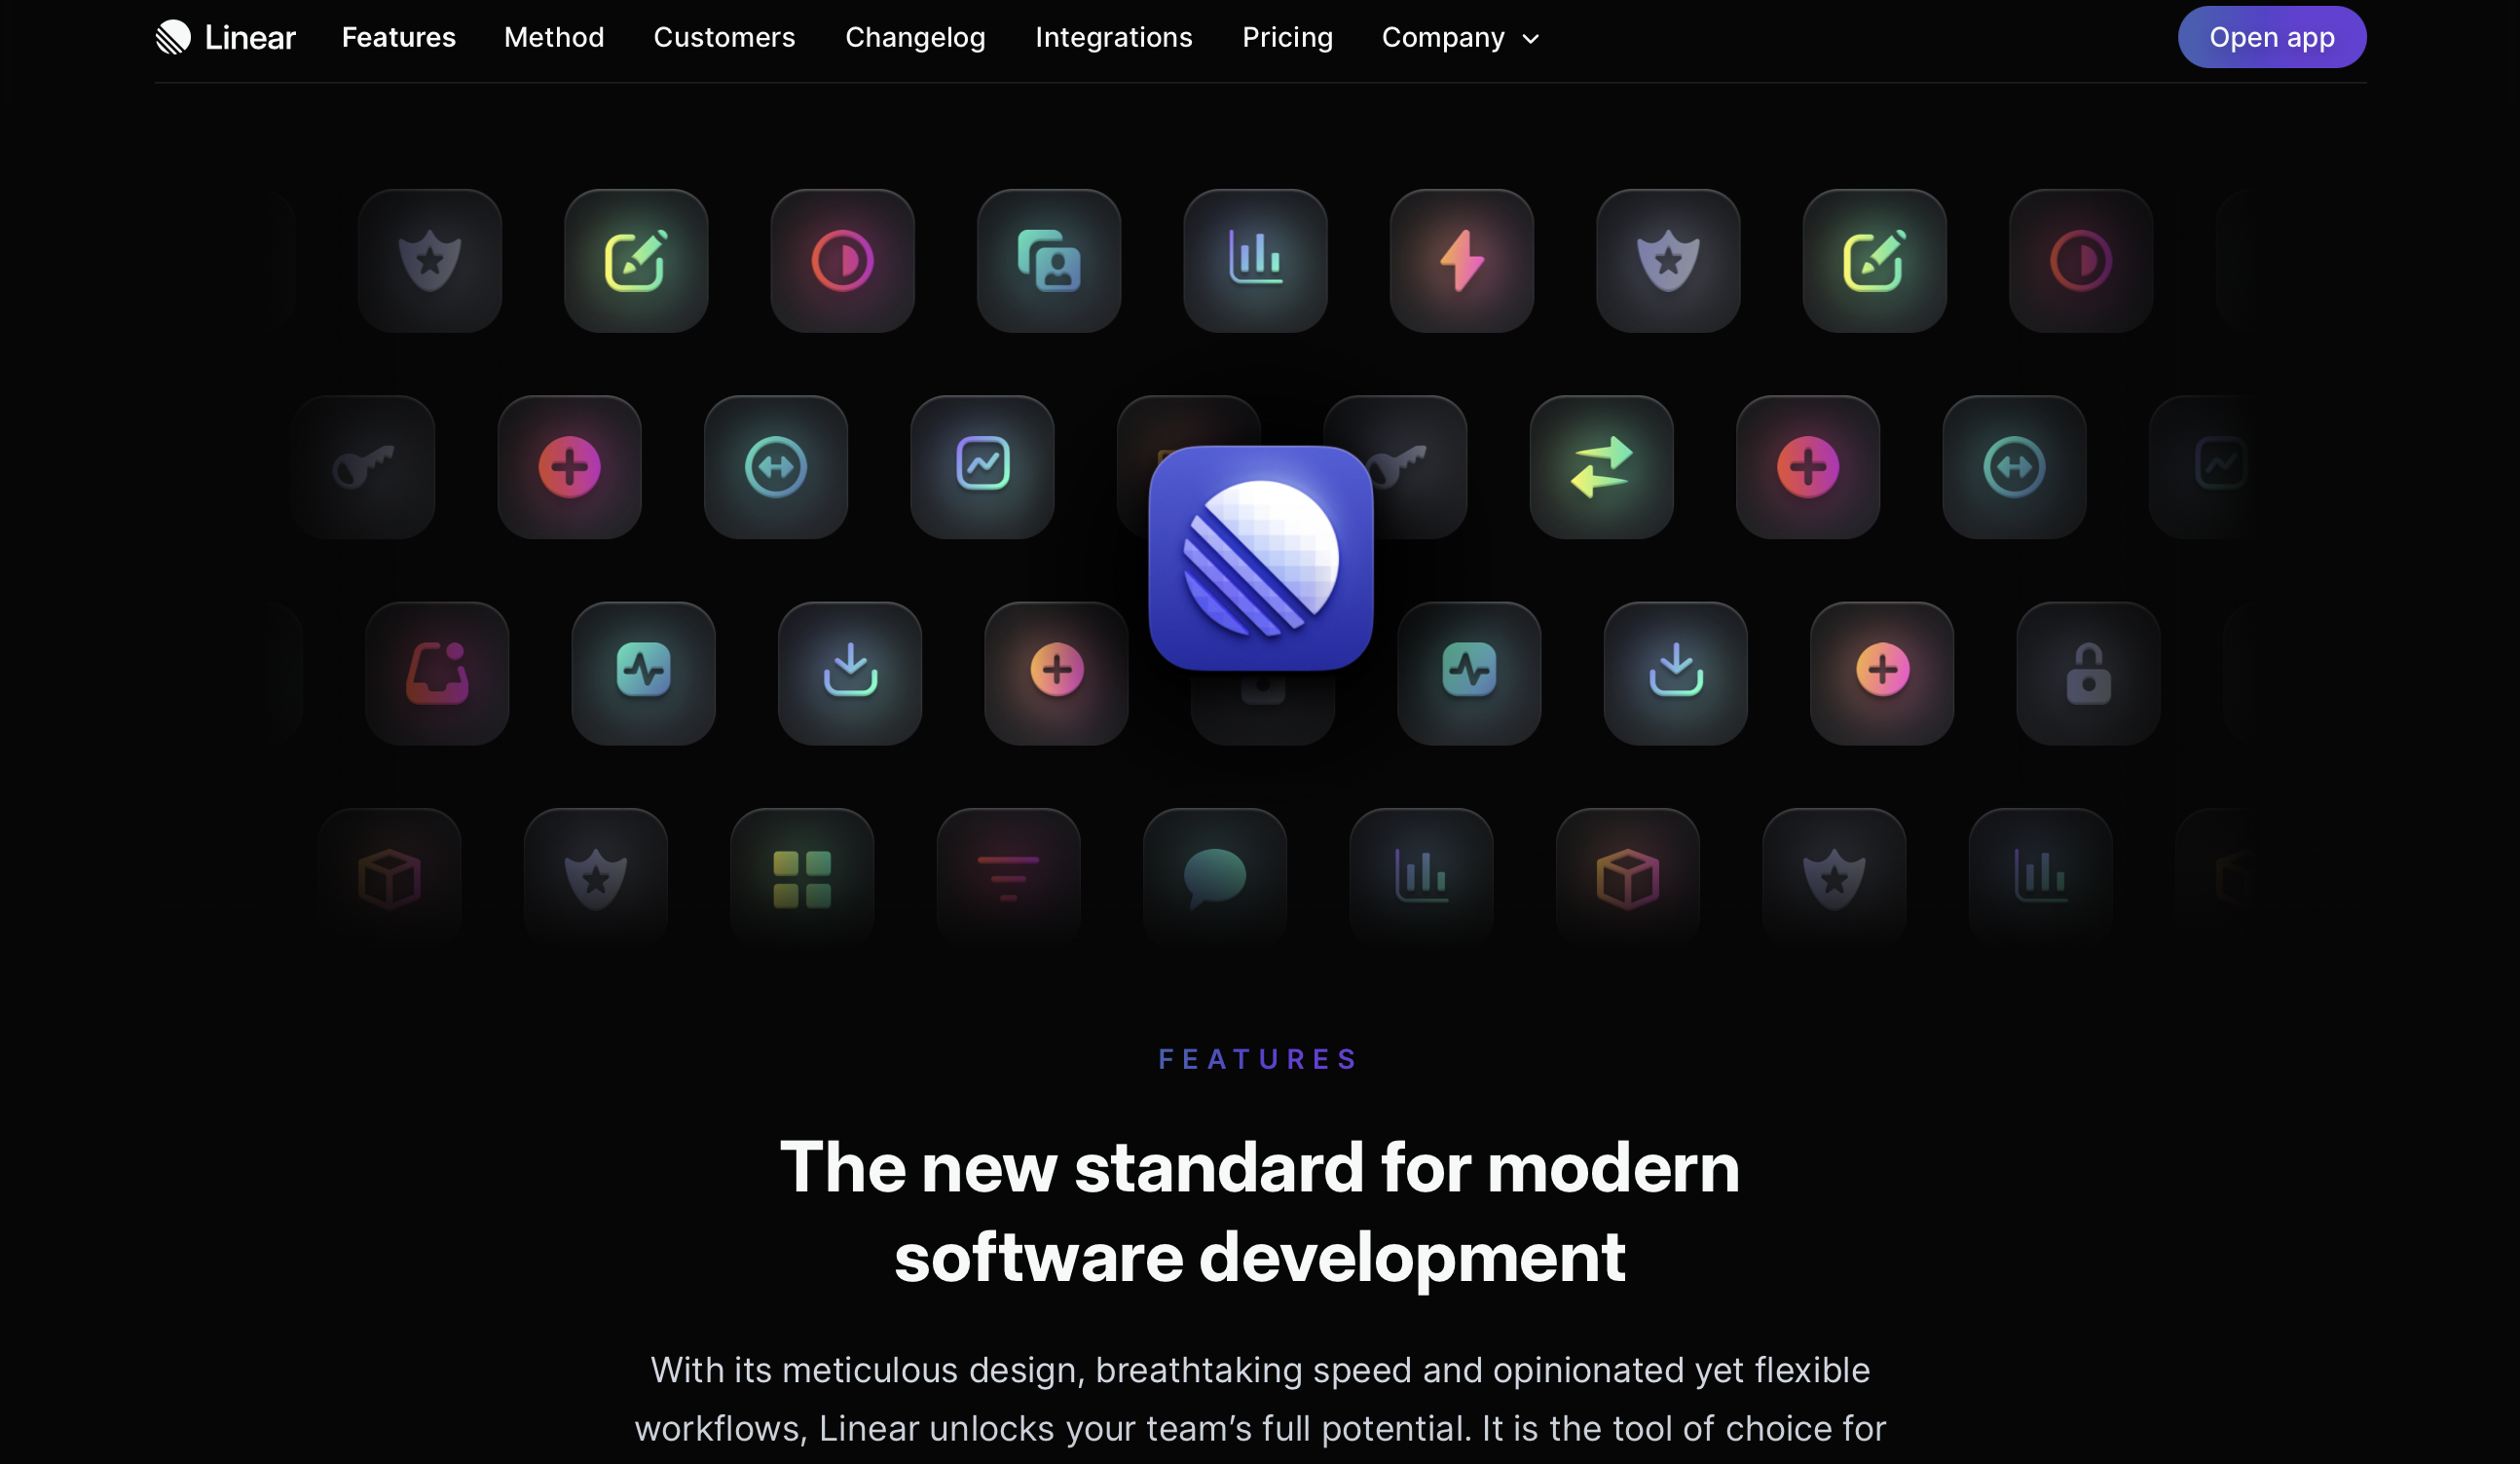 Linear Features Method Customers Changelog Integrations Pricing Company Open app
FEATURES
The new standard for modern
software development
With its meticulous design, breathtaking speed and opinionated yet flexible
workflows, Linear unlocks your team’s full potential. It is the tool of choice for